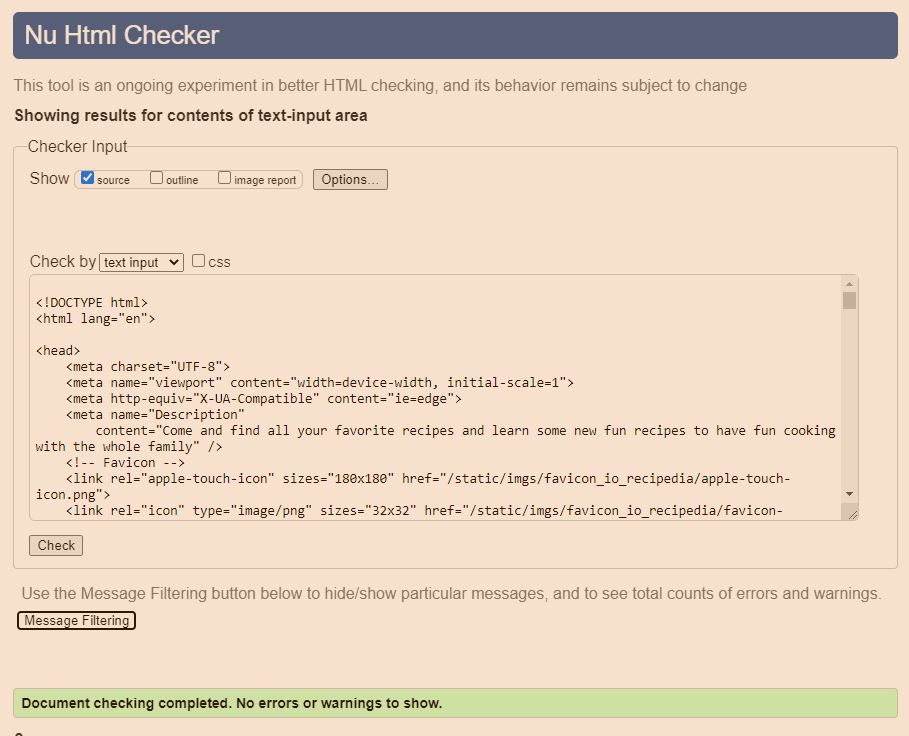 Nu Html Checker
This tool is an ongoing experiment in better HTML checking, and its behavior remains subject to change
Showing results for contents of text-input area
Checker Input
Show source outline image report Options...
Check by text input css
<!DOCTYPE html>
<html lang="en">
<head>
<meta charset="UTF-8">
<meta name="viewport" content="width=device-width, initial-scale=1">
<meta http-equiv="X-UA-Compatible" content="ie=edge">
<meta name="Description"
content="Come and find all your favorite recipes and learn some new fun recipes to have fun cooking
with the whole family" />
<!-- Favicon -->
<link rel="apple-touch-icon" sizes="180x180" href="/static/imgs/favicon_io_recipedia/apple-touch-
icon.png">
<link rel="icon" type="image/png" sizes="32x32" href="/static/imgs/favicon_io_recipedia/favicon-
Check
Use the Message Filtering button below to hide/show particular messages, and to see total counts of errors and warnings.
Message Filtering
Document checking completed. No errors or warnings to show.